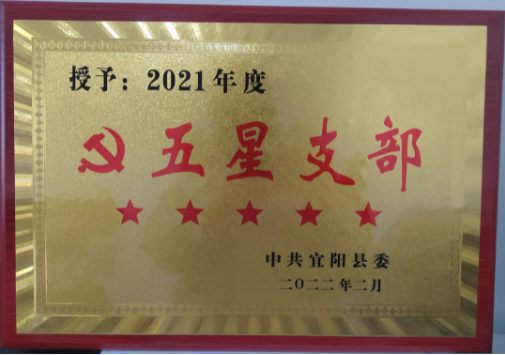 授予：2021年度
五星支部
中共宜阳县委
二〇二二年二月